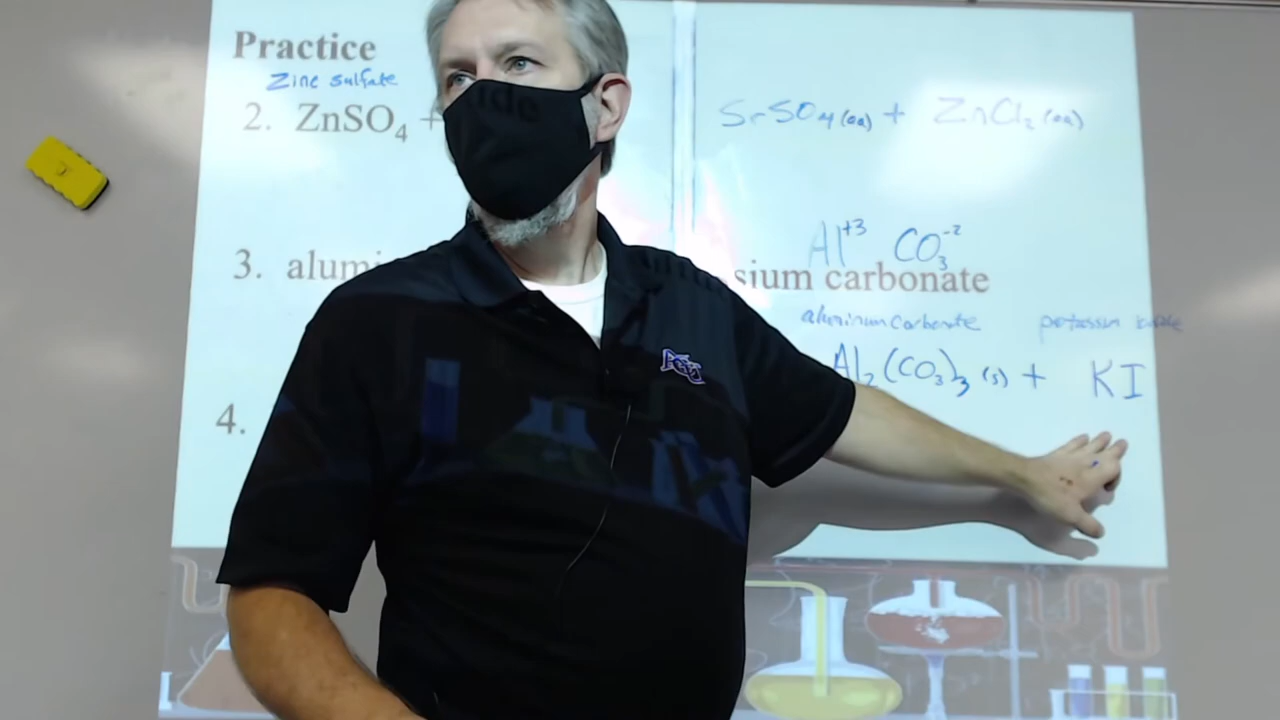 Practice
Zinc sulfate
2. ZnSO₄ +
SrSO₄(aq) + ZnCl₂(aq)
Al⁺³ CO₃⁻²
3. alumi sium carbonate
aluminum carbonate potassium iodide
Al₂(CO₃)₃(s) + KI
4.